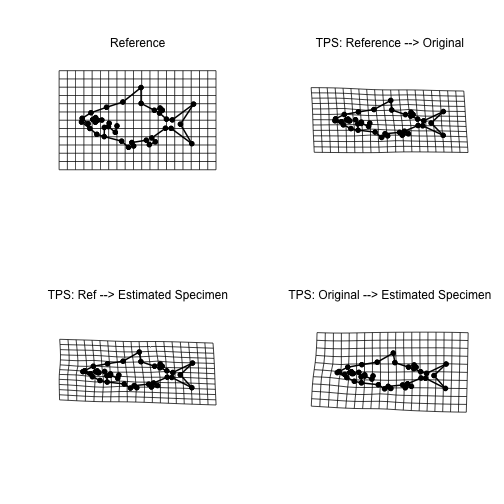 Reference
TPS: Reference --> Original
TPS: Ref --> Estimated Specimen
TPS: Original --> Estimated Specimen